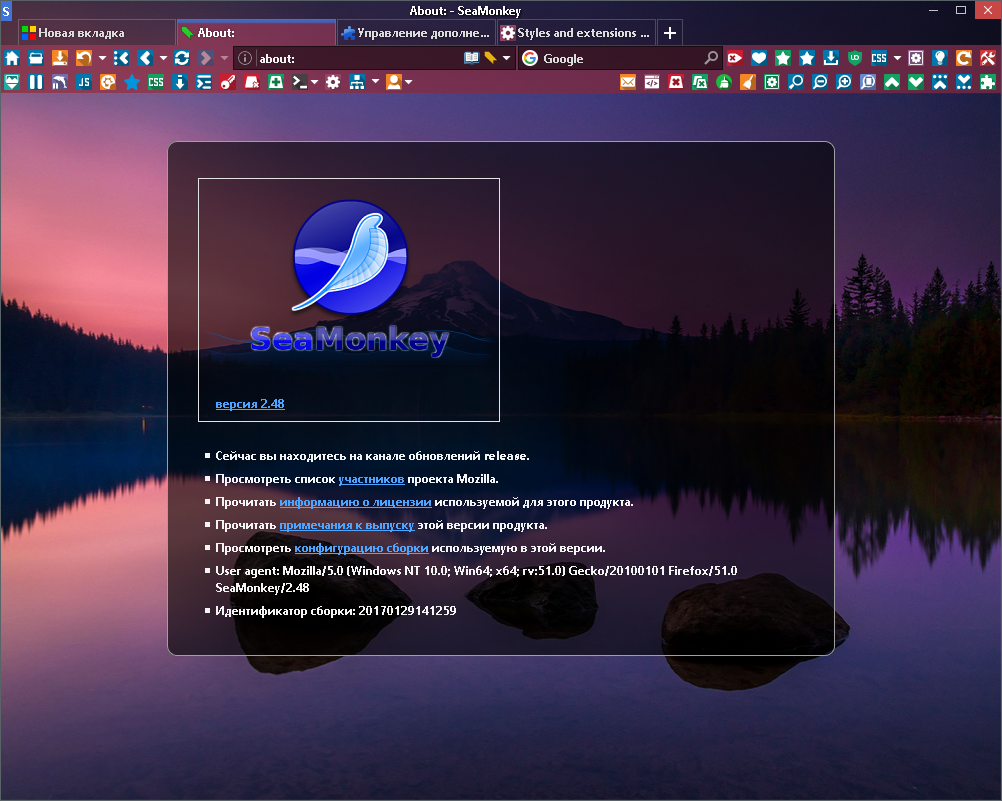 S
About: - SeaMonkey
Новая вкладка
About:
Управление дополне...
Styles and extensions ...
about:
Google
CSS
JS
CSS
SeaMonkey
версия 2.48
Сейчас вы находитесь на канале обновлений release.
Просмотреть список участников проекта Mozilla.
Прочитать информацию о лицензии используемой для этого продукта.
Прочитать примечания к выпуску этой версии продукта.
Просмотреть конфигурацию сборки используемую в этой версии.
User agent: Mozilla/5.0 (Windows NT 10.0; Win64; x64; rv:51.0) Gecko/20100101 Firefox/51.0
SeaMonkey/2.48
Идентификатор сборки: 20170129141259